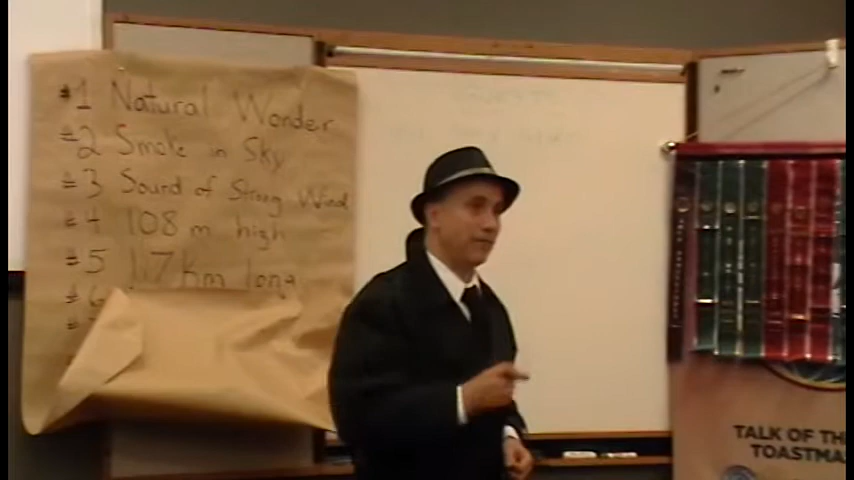 #1 Natural Wonder
#2 Smoke in Sky
#3 Sound of Strong Wind
#4 108 m high
#5 1.7 km long
#6
TALK OF THE
TOASTMA